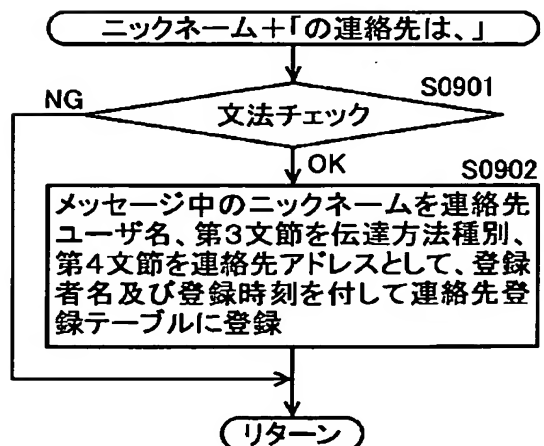 ニックネーム+「の連絡先は、」
S0901
NG
文法チェック
OK
S0902
メッセージ中のニックネームを連絡先
ユーザ名、第3文節を伝達方法種別、
第4文節を連絡先アドレスとして、登録
者名及び登録時刻を付して連絡先登
録テーブルに登録
リターン